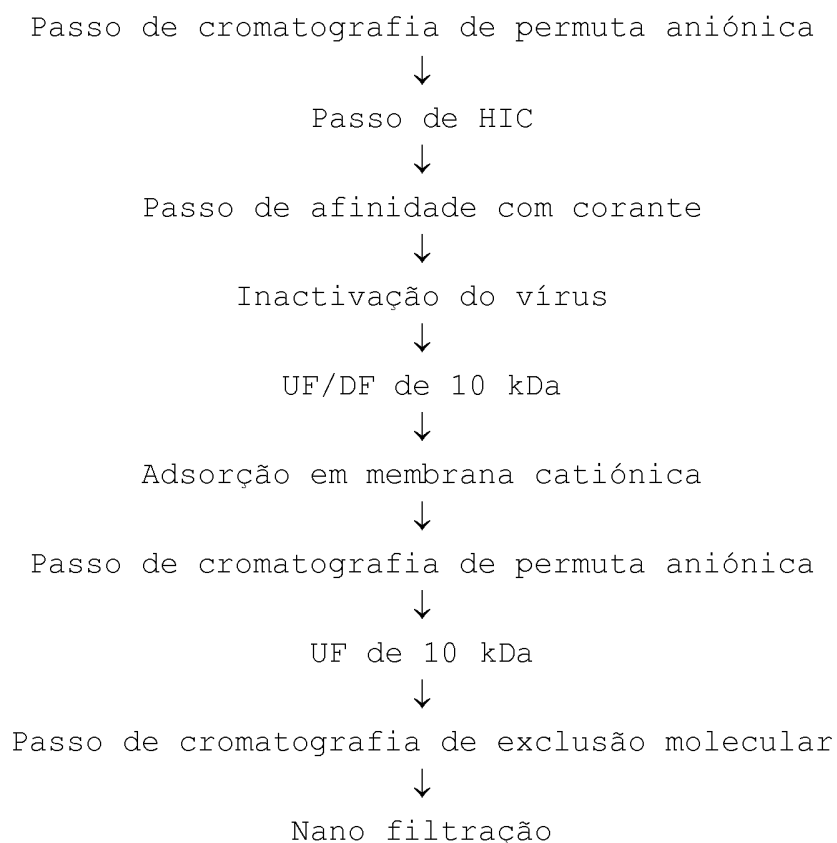 Passo de cromatografia de permuta aniónica
↓
Passo de HIC
↓
Passo de afinidade com corante
↓
Inactivação do vírus
↓
UF/DF de 10 kDa
↓
Adsorção em membrana catiónica
↓
Passo de cromatografia de permuta aniónica
↓
UF de 10 kDa
↓
Passo de cromatografia de exclusão molecular
↓
Nano filtração